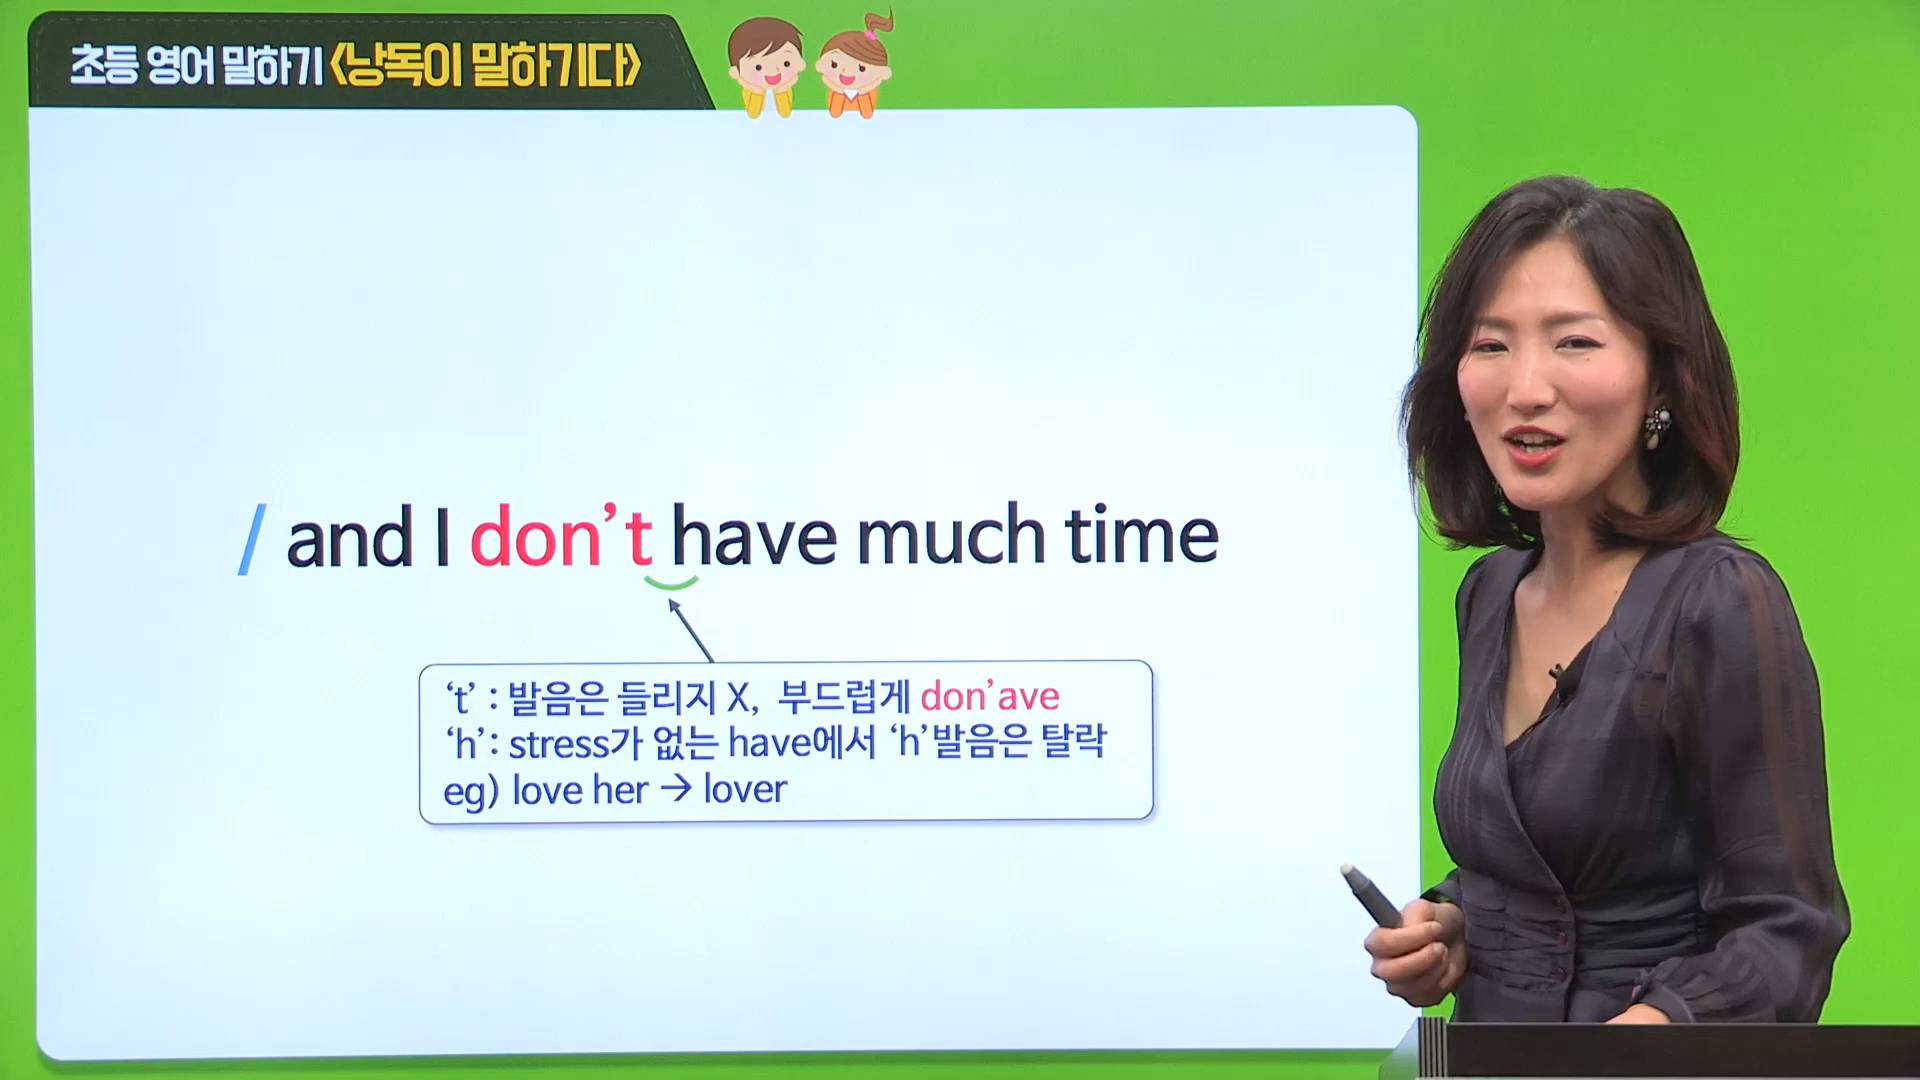 초등 영어 말하기 <낭독이 말하기다>
/ and I don't have much time
‘t’ : 발음은 들리지 X, 부드럽게 don’ave
‘h’: stress가 없는 have에서 ‘h’발음은 탈락
eg) love her → lover